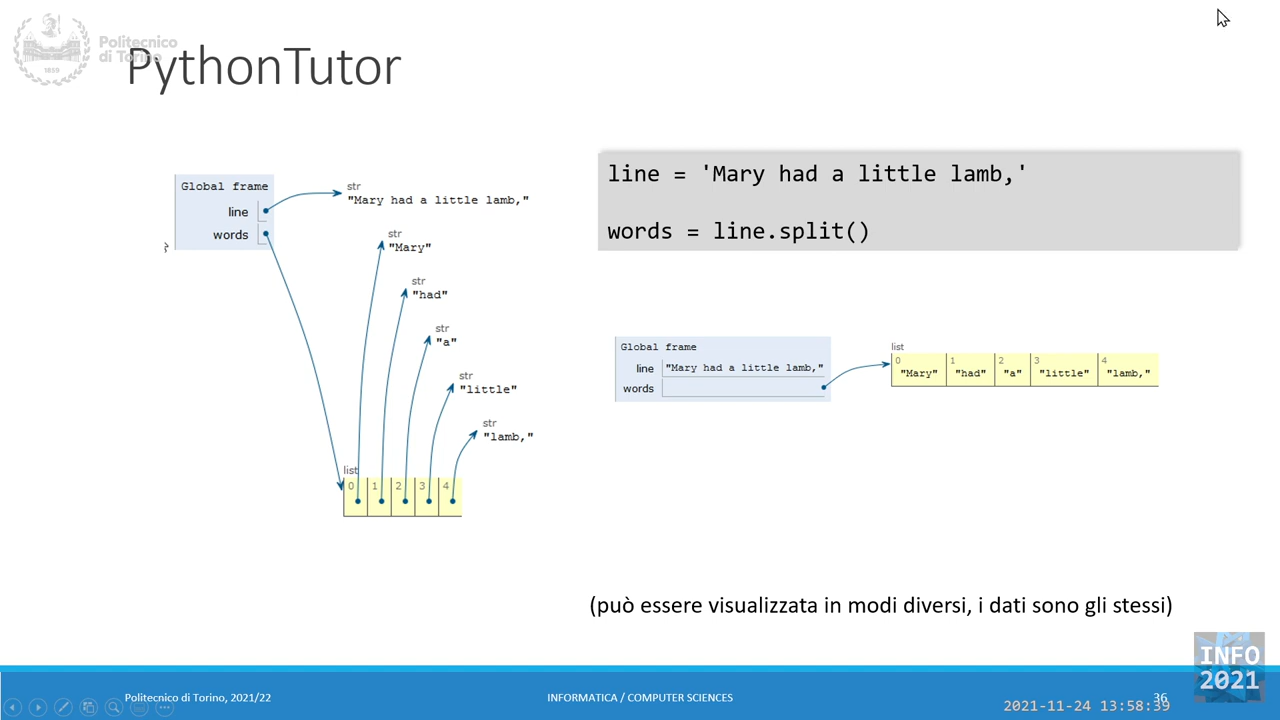 Politecnico
di Torino
1859
PythonTutor
Global frame
line
words
str
"Mary had a little lamb,"
str
"Mary"
str
"had"
str
"a"
str
"little"
str
"lamb,"
list
0 1 2 3 4
line = 'Mary had a little lamb,'
words = line.split()
Global frame
line "Mary had a little lamb,"
words
list
0 1 2 3 4
"Mary" "had" "a" "little" "lamb,"
(può essere visualizzata in modi diversi, i dati sono gli stessi)
INFO
2021
Politecnico di Torino, 2021/22
INFORMATICA / COMPUTER SCIENCES
36
2021-11-24 13:58:39